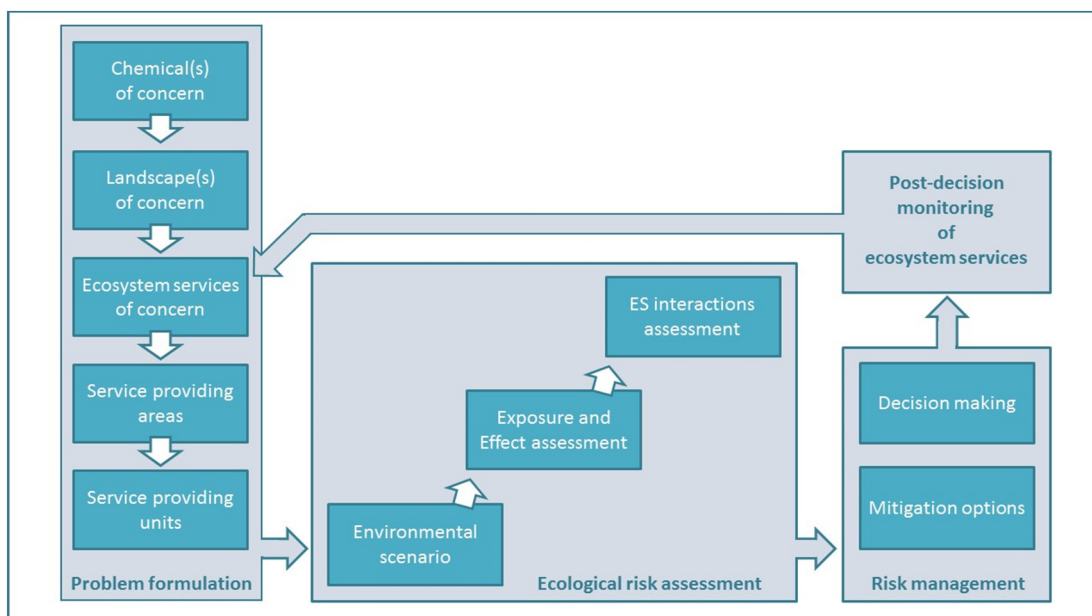 Chemical(s)
of concern
Landscape(s)
of concern
Ecosystem services
of concern
Service providing
areas
Service providing
units
Problem formulation
Environmental
scenario
Exposure and
Effect assessment
ES interactions
assessment
Ecological risk assessment
Decision making
Mitigation options
Risk management
Post-decision
monitoring
of
ecosystem services